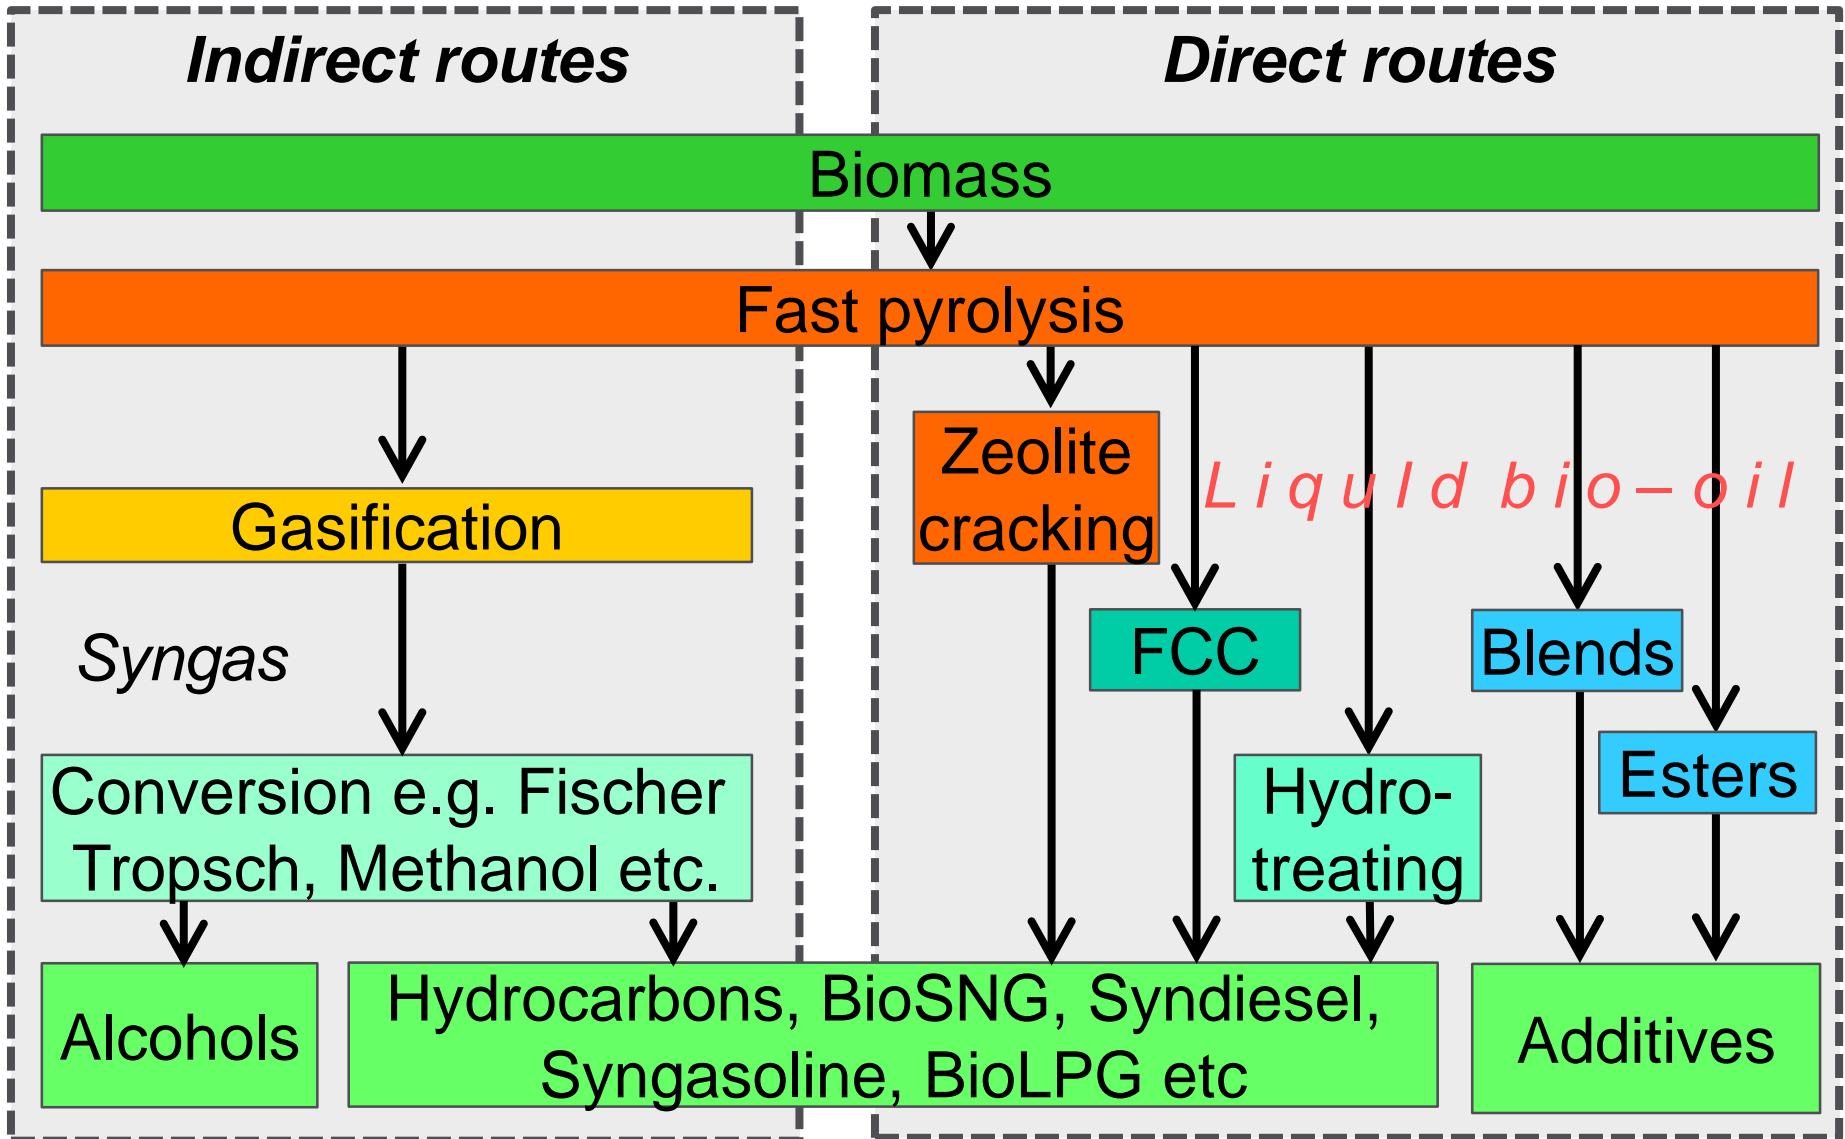 Indirect routes
Direct routes
Biomass
Fast pyrolysis
Zeolite
cracking
LiquId bio–oil
Gasification
FCC
Blends
Syngas
Conversion e.g. Fischer
Tropsch, Methanol etc.
Hydro-
treating
Esters
Alcohols
Hydrocarbons, BioSNG, Syndiesel,
Syngasoline, BioLPG etc
Additives